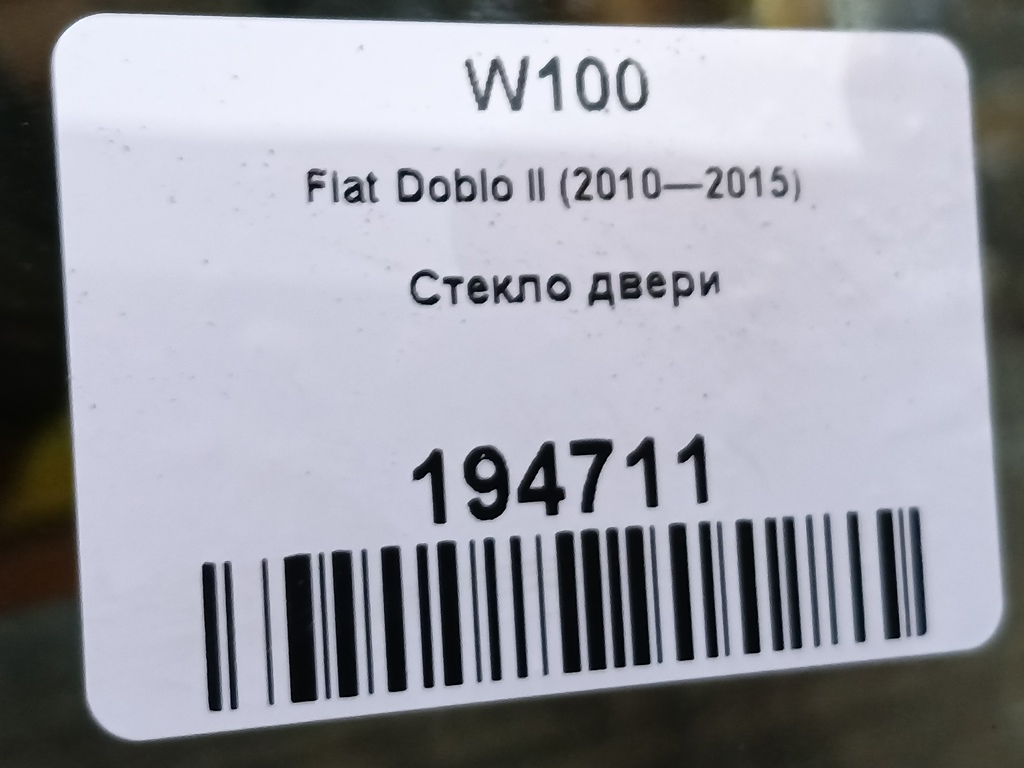 W100
Fiat Doblo II (2010—2015)
Стекло двери
194711